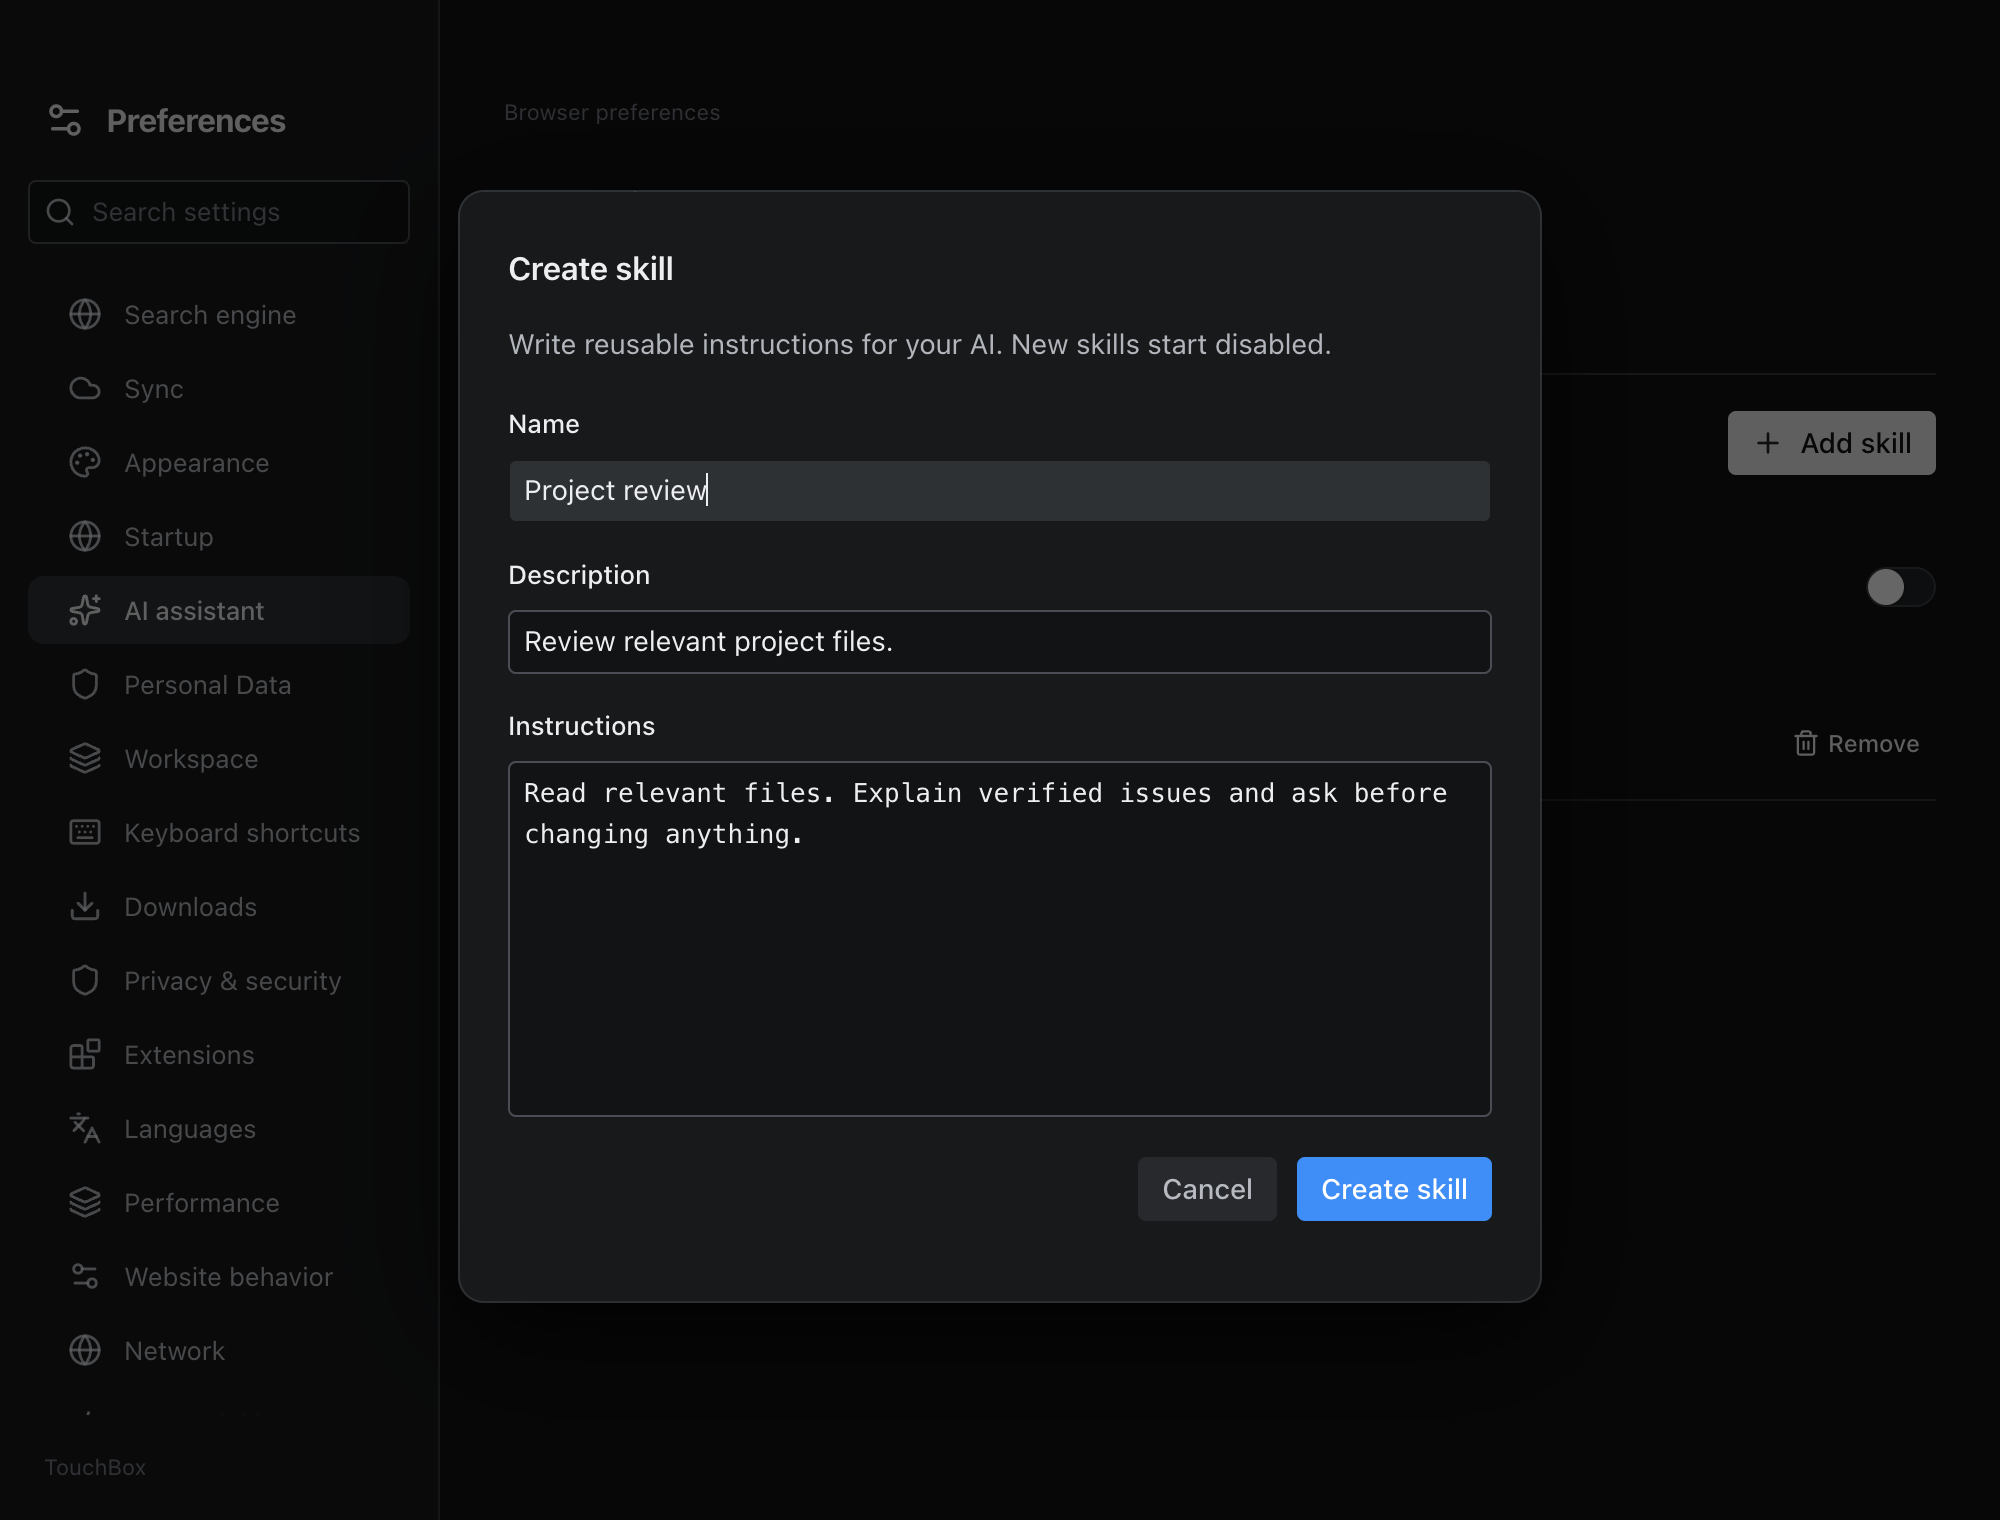 Preferences
Search settings
Search engine
Sync
Appearance
Startup
AI assistant
Personal Data
Workspace
Keyboard shortcuts
Downloads
Privacy & security
Extensions
Languages
Performance
Website behavior
Network
TouchBox
Browser preferences
Add skill
Remove
Create skill
Write reusable instructions for your AI. New skills start disabled.
Name
Project review
Description
Review relevant project files.
Instructions
Read relevant files. Explain verified issues and ask before
changing anything.
Cancel
Create skill